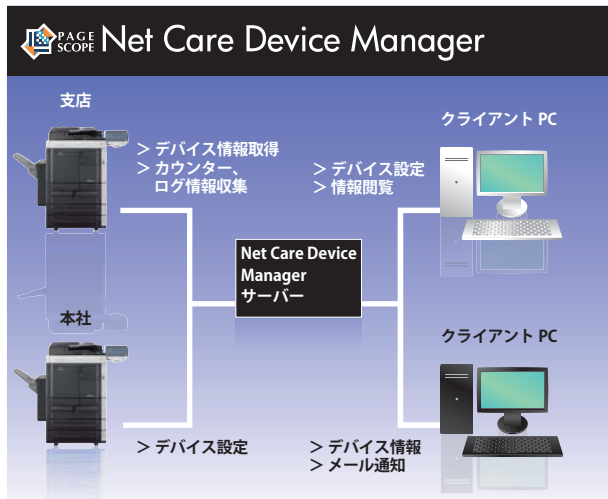 PAGE
SCOPE
Net Care Device Manager
支店
> デバイス情報取得
> カウンター、
ログ情報収集
> デバイス設定
> 情報閲覧
クライアント PC
Net Care Device
Manager
サーバー
本社
> デバイス設定
クライアント PC
> デバイス情報
> メール通知